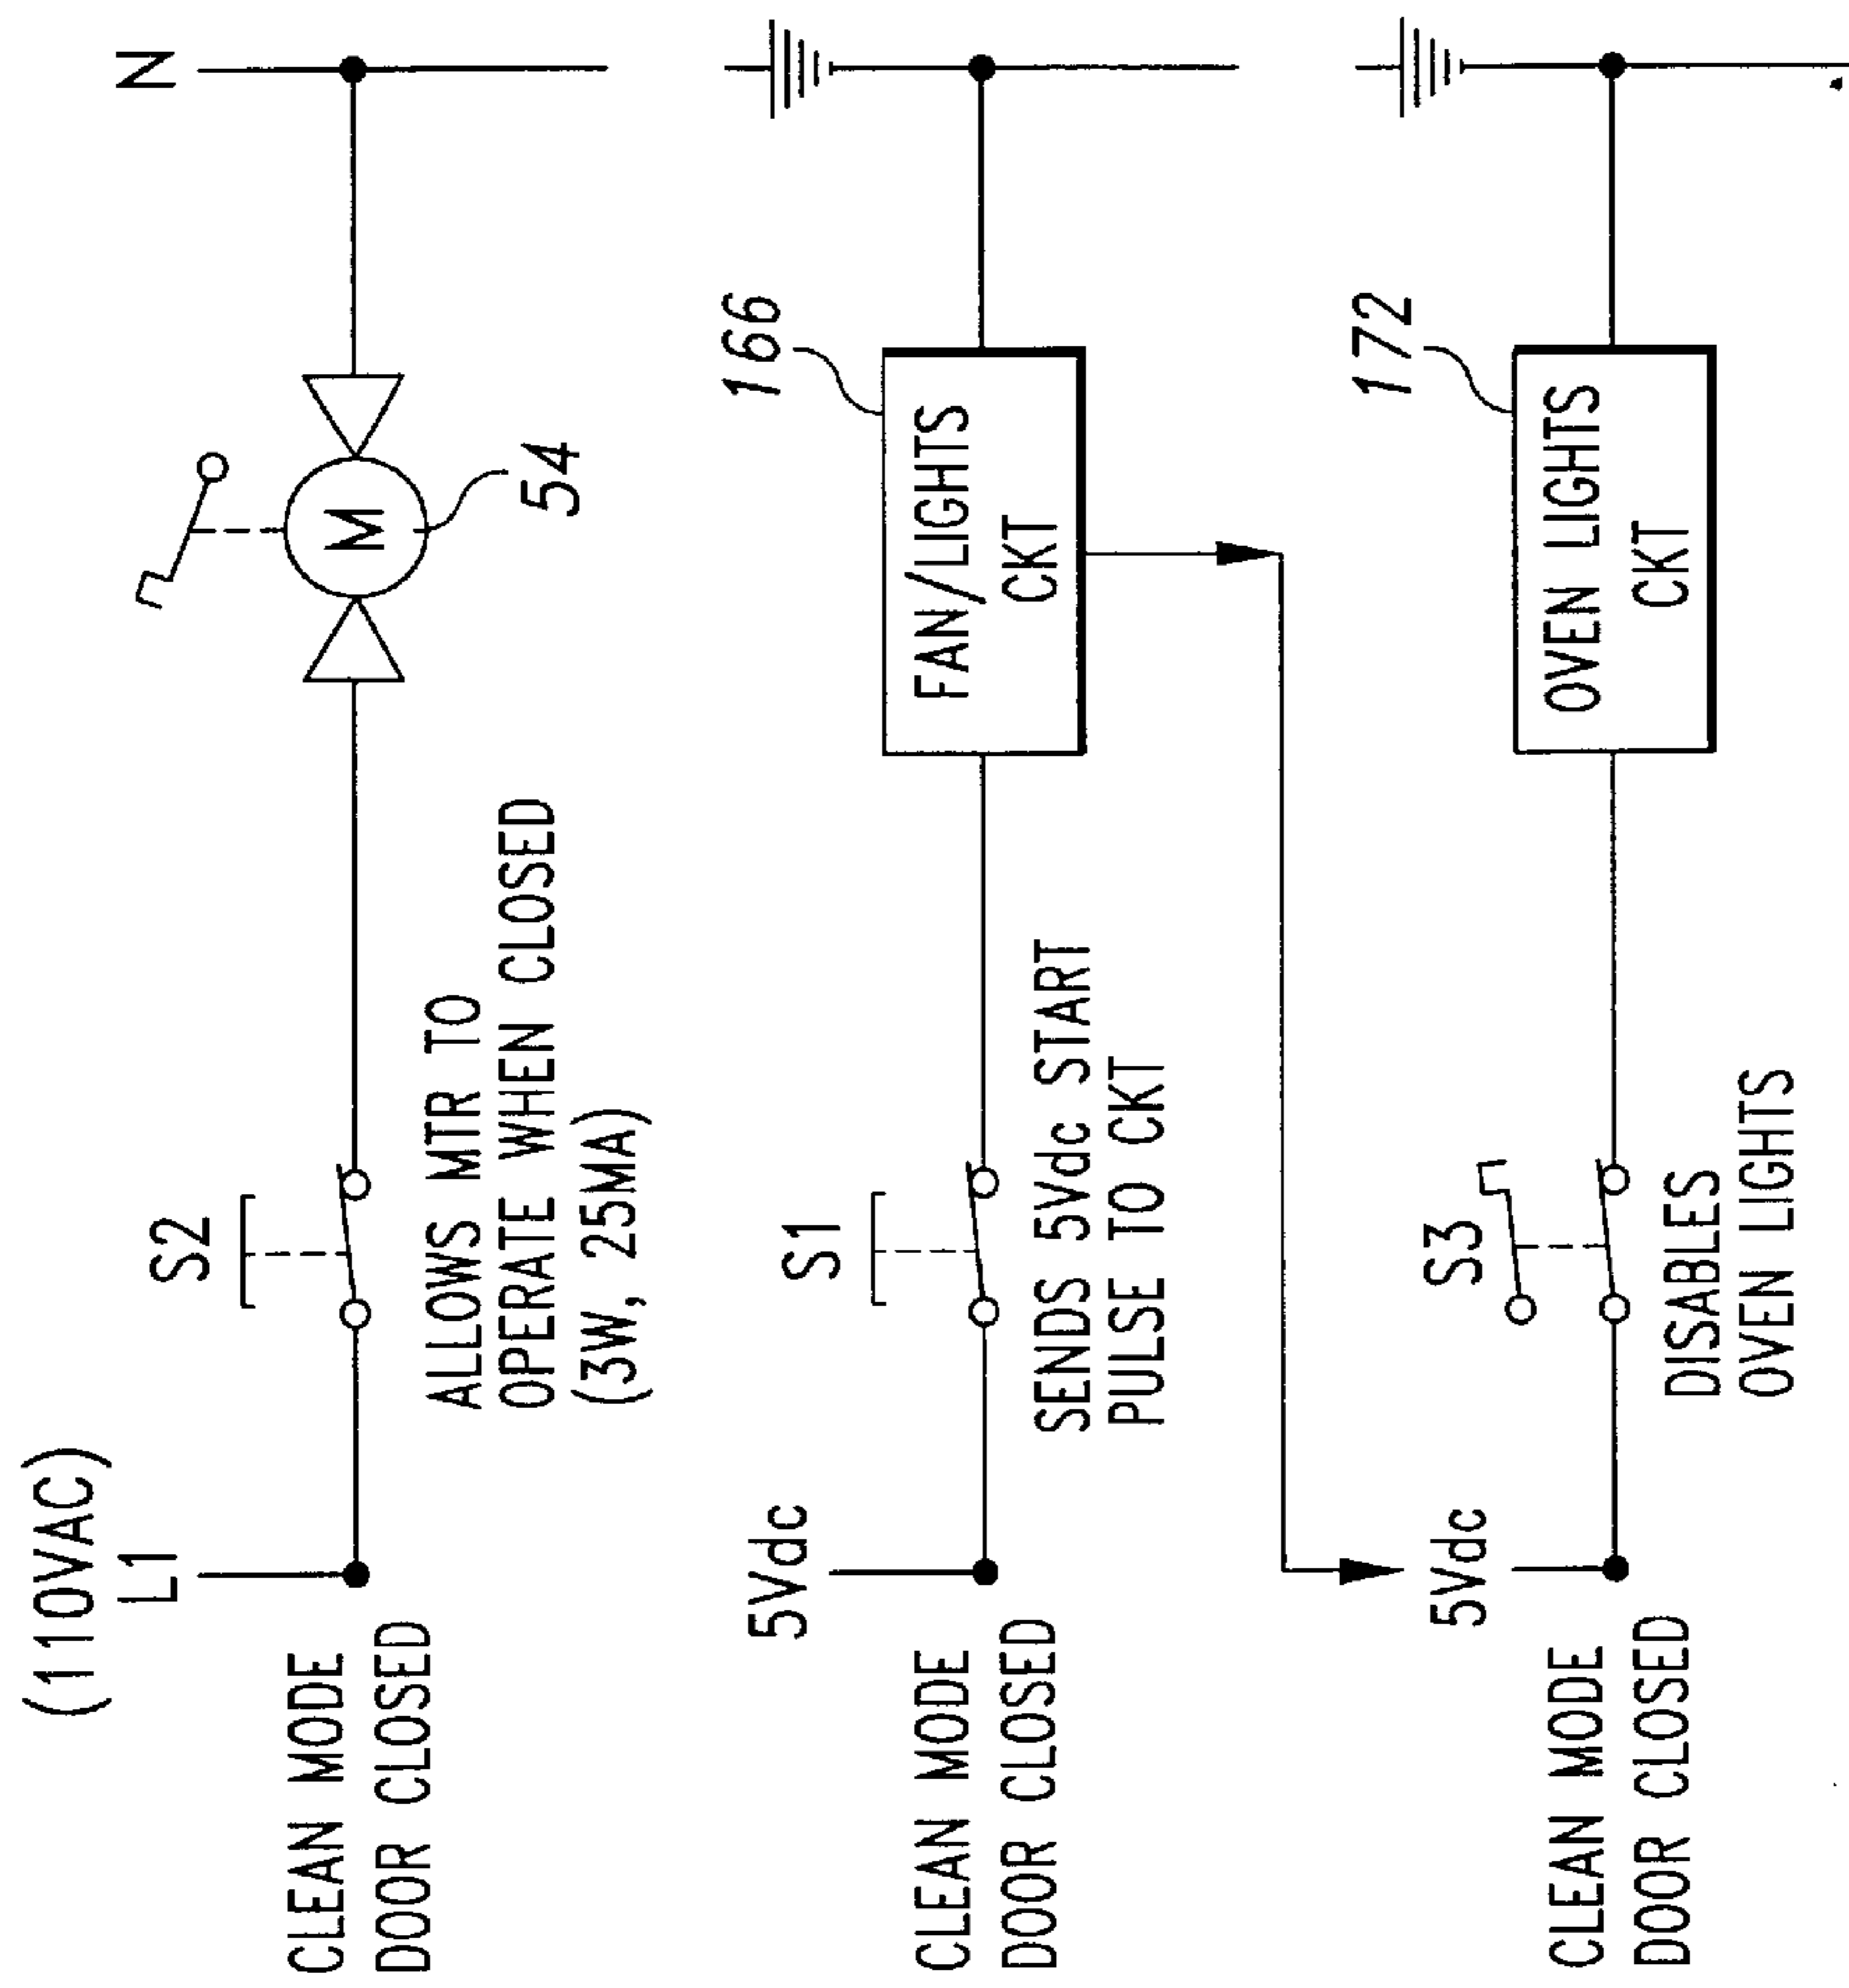 (110VAC)
L1
N
S2
M
54
CLEAN MODE
DOOR CLOSED
ALLOWS MTR TO
OPERATE WHEN CLOSED
(3W, 25MA)
5Vdc
S1
166
FAN/LIGHTS
CKT
CLEAN MODE
DOOR CLOSED
SENDS 5Vdc START
PULSE TO CKT
5Vdc
S3
172
OVEN LIGHTS
CKT
CLEAN MODE
DOOR CLOSED
DISABLES
OVEN LIGHTS